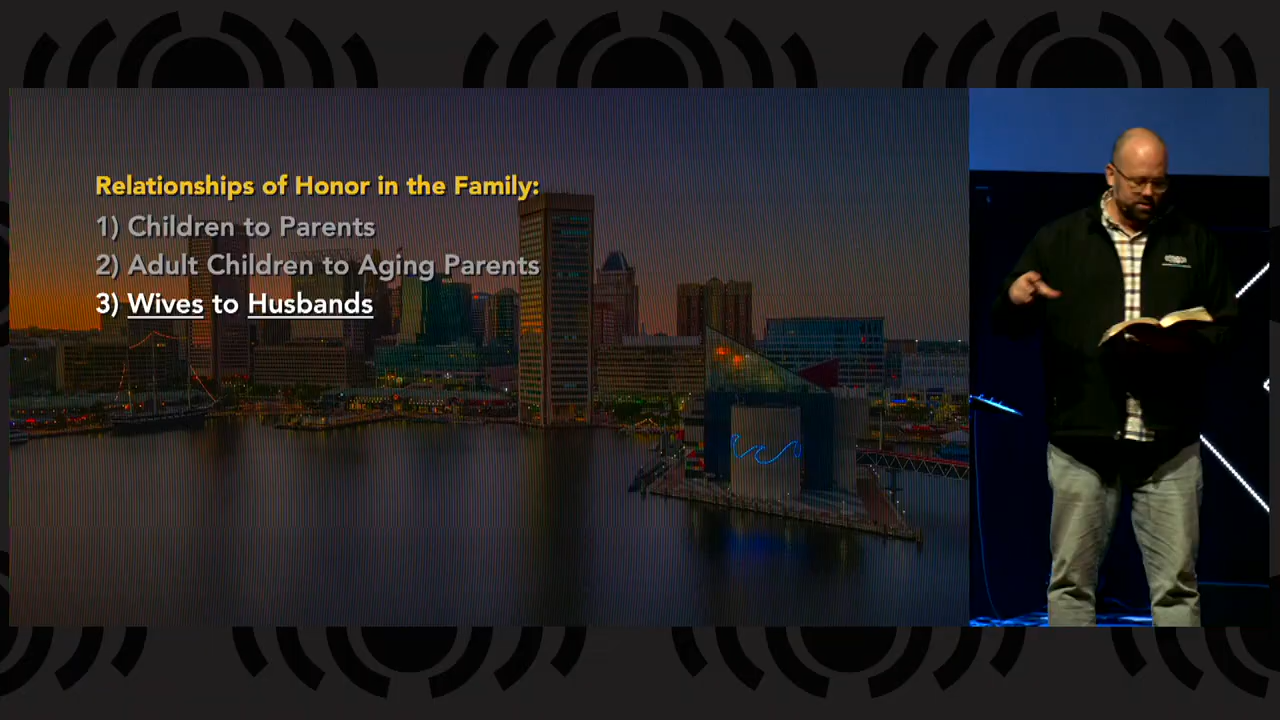 Relationships of Honor in the Family:
1) Children to Parents
2) Adult Children to Aging Parents
3) Wives to Husbands